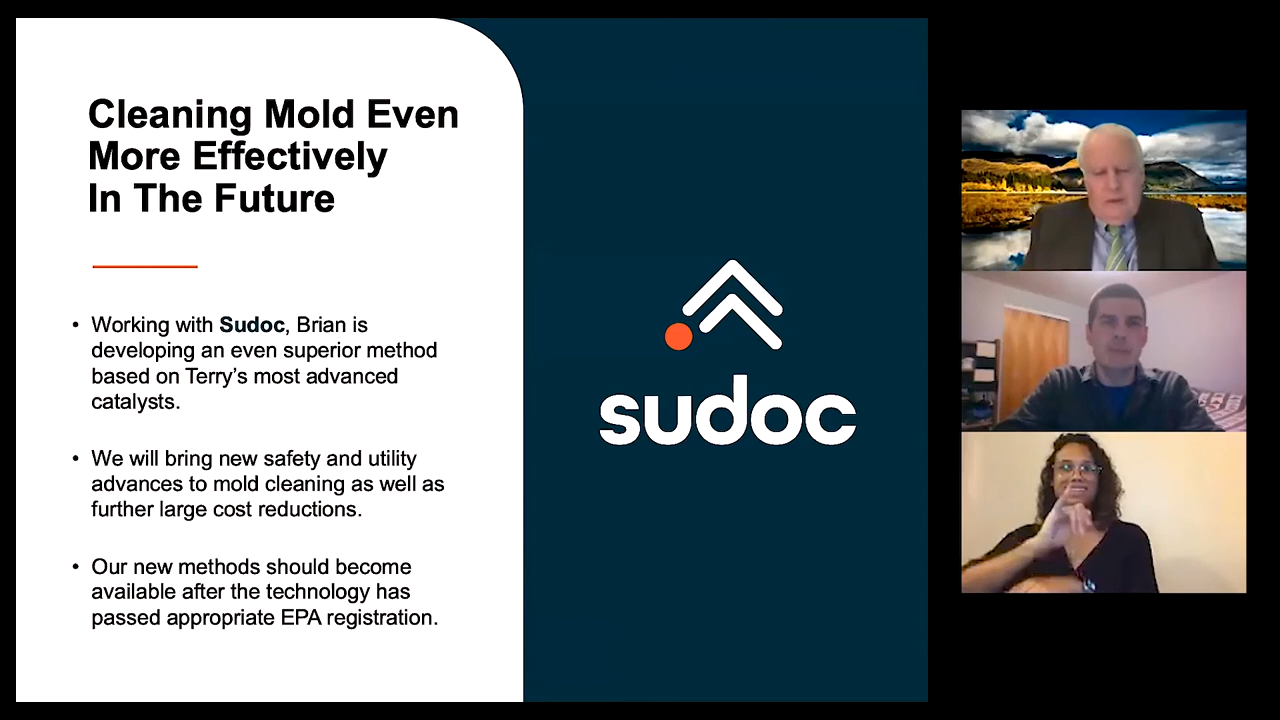 Cleaning Mold Even
More Effectively
In The Future
• Working with Sudoc, Brian is
developing an even superior method
based on Terry's most advanced
catalysts.
• We will bring new safety and utility
advances to mold cleaning as well as
further large cost reductions.
• Our new methods should become
available after the technology has
passed appropriate EPA registration.
sudoc